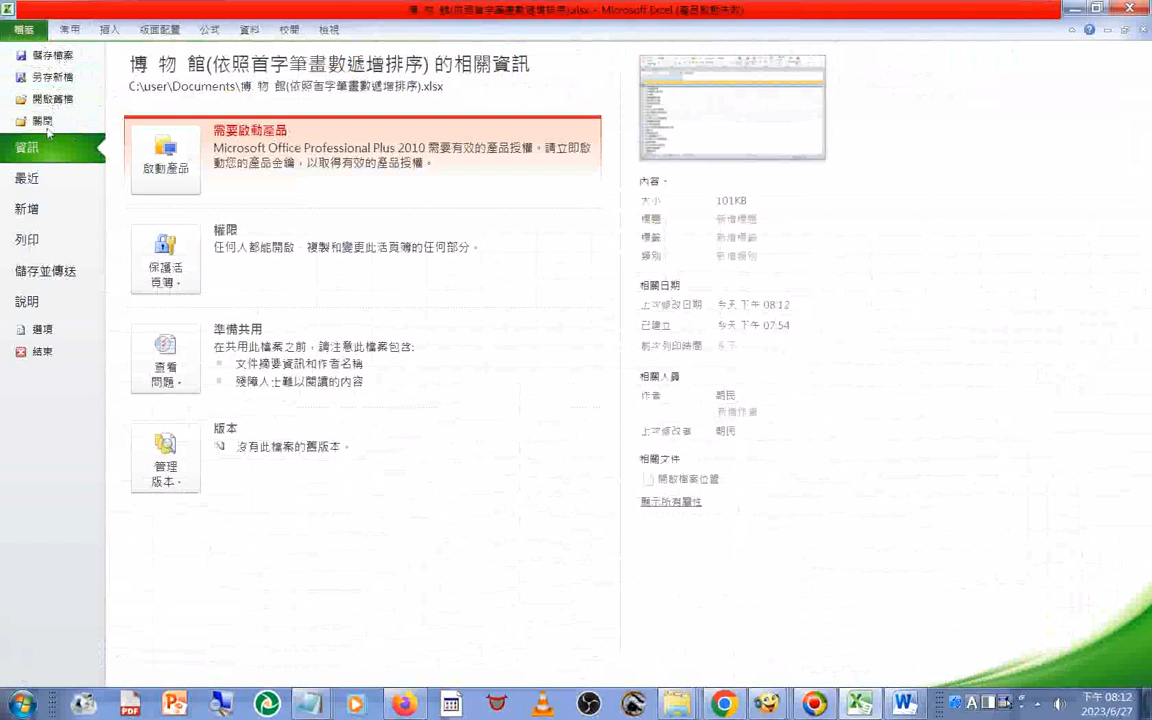 博 物 館(依照首字筆畫數遞增排序).xlsx - Microsoft Excel (產品啟動失敗)
檔案 常用 插入 版面配置 公式 資料 校閱 檢視
儲存檔案
另存新檔
開啟舊檔
關閉
資訊
最近
新增
列印
儲存並傳送
說明
選項
結束
博 物 館(依照首字筆畫數遞增排序) 的相關資訊
C:\user\Documents\博 物 館(依照首字筆畫數遞增排序).xlsx
啟動產品
需要啟動產品
Microsoft Office Professional Plus 2010 需要有效的產品授權。請立即啟
動您的產品金鑰，以取得有效的產品授權。
保護活
頁簿
權限
任何人都能開啟、複製和變更此活頁簿的任何部分。
查看
問題
準備共用
在共用此檔案之前，請注意此檔案包含:
文件摘要資訊和作者名稱
殘障人士難以閱讀的內容
管理
版本
版本
沒有此檔案的舊版本。
內容
大小 101KB
標題 新增標題
標籤 新增標籤
類別 新增類別
相關日期
上次修改日期 今天 下午 08:12
已建立 今天 下午 07:54
前次列印時間
相關人員
作者 朝民
新增作者
上次修改者 朝民
相關文件
開啟檔案位置
顯示所有屬性
下午 08:12
2023/6/27